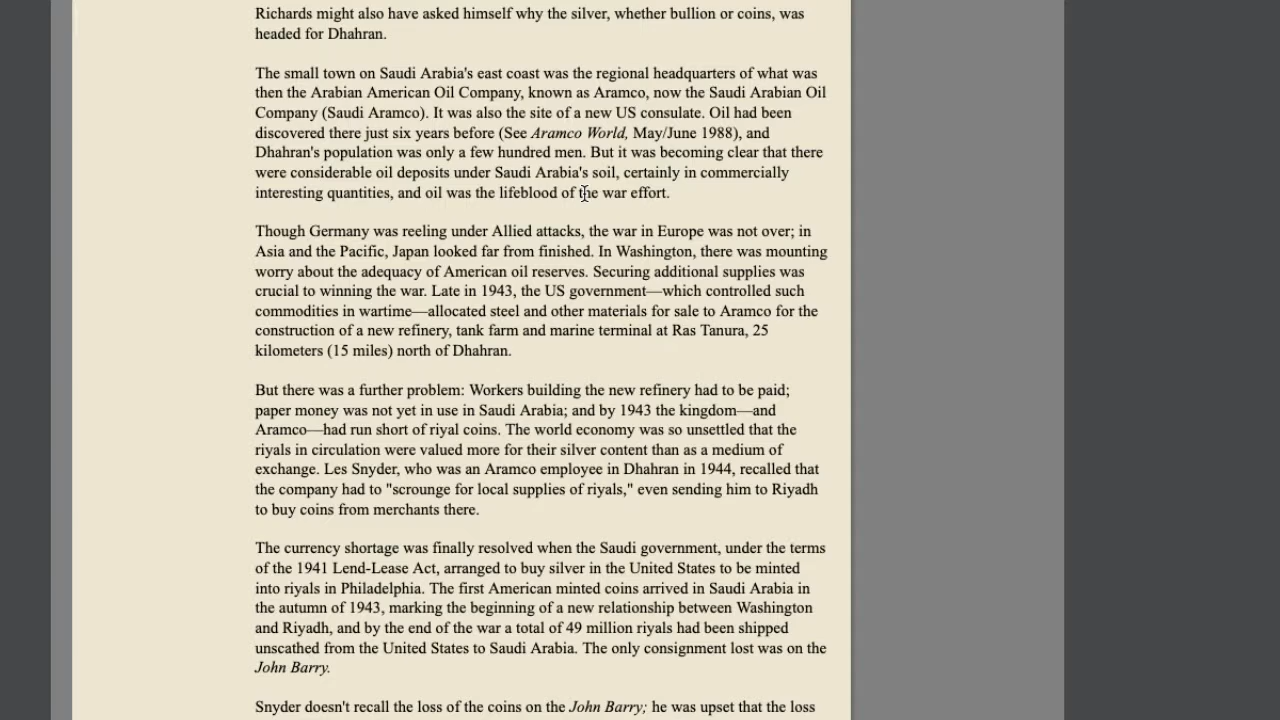 Richards might also have asked himself why the silver, whether bullion or coins, was
headed for Dhahran.
The small town on Saudi Arabia's east coast was the regional headquarters of what was
then the Arabian American Oil Company, known as Aramco, now the Saudi Arabian Oil
Company (Saudi Aramco). It was also the site of a new US consulate. Oil had been
discovered there just six years before (See Aramco World, May/June 1988), and
Dhahran's population was only a few hundred men. But it was becoming clear that there
were considerable oil deposits under Saudi Arabia's soil, certainly in commercially
interesting quantities, and oil was the lifeblood of the war effort.
Though Germany was reeling under Allied attacks, the war in Europe was not over; in
Asia and the Pacific, Japan looked far from finished. In Washington, there was mounting
worry about the adequacy of American oil reserves. Securing additional supplies was
crucial to winning the war. Late in 1943, the US government—which controlled such
commodities in wartime—allocated steel and other materials for sale to Aramco for the
construction of a new refinery, tank farm and marine terminal at Ras Tanura, 25
kilometers (15 miles) north of Dhahran.
But there was a further problem: Workers building the new refinery had to be paid;
paper money was not yet in use in Saudi Arabia; and by 1943 the kingdom—and
Aramco—had run short of riyal coins. The world economy was so unsettled that the
riyals in circulation were valued more for their silver content than as a medium of
exchange. Les Snyder, who was an Aramco employee in Dhahran in 1944, recalled that
the company had to "scrounge for local supplies of riyals," even sending him to Riyadh
to buy coins from merchants there.
The currency shortage was finally resolved when the Saudi government, under the terms
of the 1941 Lend-Lease Act, arranged to buy silver in the United States to be minted
into riyals in Philadelphia. The first American minted coins arrived in Saudi Arabia in
the autumn of 1943, marking the beginning of a new relationship between Washington
and Riyadh, and by the end of the war a total of 49 million riyals had been shipped
unscathed from the United States to Saudi Arabia. The only consignment lost was on the
John Barry.
Snyder doesn't recall the loss of the coins on the John Barry; he was upset that the loss